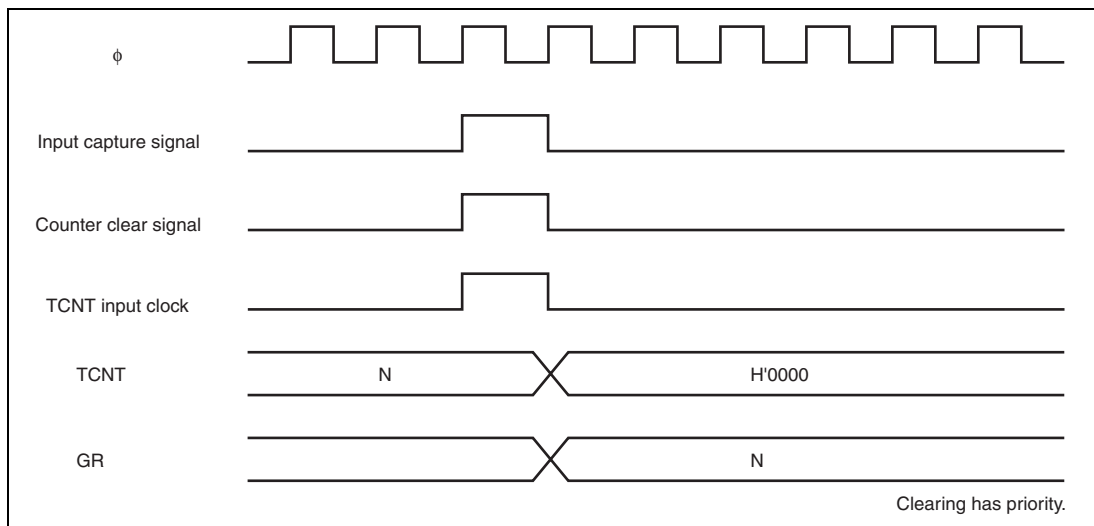 ϕ
Input capture signal
Counter clear signal
TCNT input clock
TCNT N H'0000
GR N
Clearing has priority.